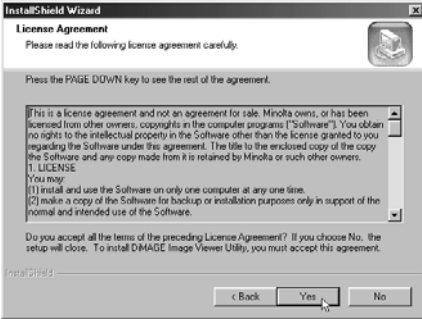 InstallShield Wizard
License Agreement
Please read the following license agreement carefully.
Press the PAGE DOWN key to see the rest of the agreement.
This is a license agreement and not an agreement for sale. Minolta owns, or has been
licensed from other owners, copyrights in the computer programs ("Software"). You obtain
no rights to the intellectual property in the Software other than the license granted to you
regarding the Software under this agreement. The title to the enclosed copy of the copy
the Software and any copy made from it is retained by Minolta or such other owners.
1. LICENSE
You may:
(1) install and use the Software on only one computer at any one time.
(2) make a copy of the Software for backup or installation purposes only in support of the
normal and intended use of the Software.
Do you accept all the terms of the preceding License Agreement? If you choose No, the
setup will close. To install DiMAGE Image Viewer Utility, you must accept this agreement.
InstallShield
< Back Yes No